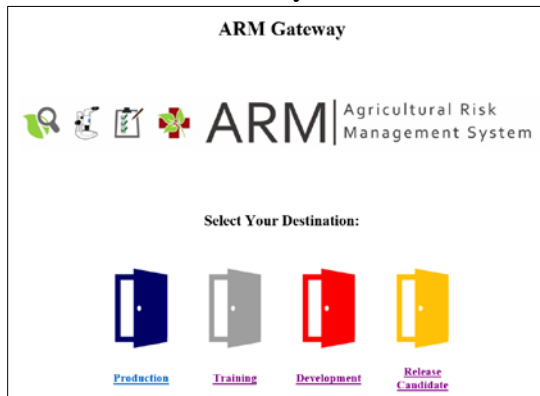 ARM Gateway
ARM Agricultural Risk
Management System
Select Your Destination:
Production Training Development Release
Candidate